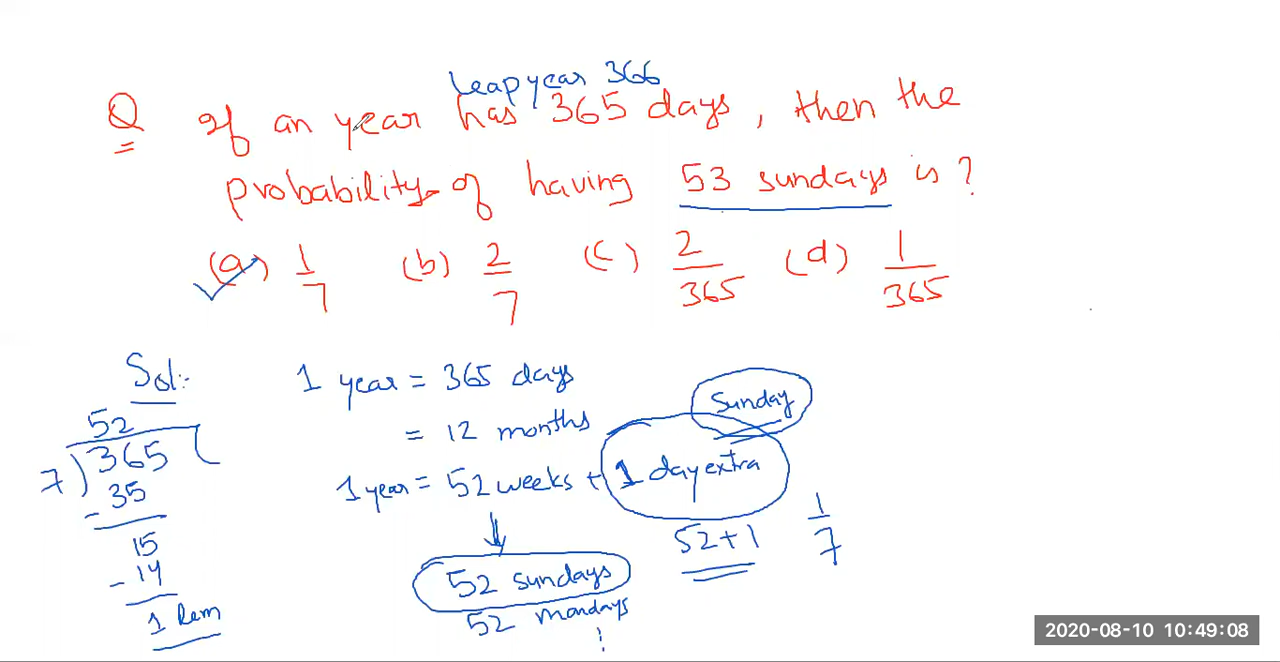 leap year 366
Q If an year has 365 days, then the
probability of having 53 sundays is?
(a) 1/7 (b) 2/7 (c) 2/365 (d) 1/365
Sol:-
52
7) 365 (
- 35
15
- 14
1 Rem
1 year = 365 days
= 12 months
1 year = 52 weeks + 1 day extra
Sunday
52+1
1/7
52 sundays
52 mondays
2020-08-10 10:49:08